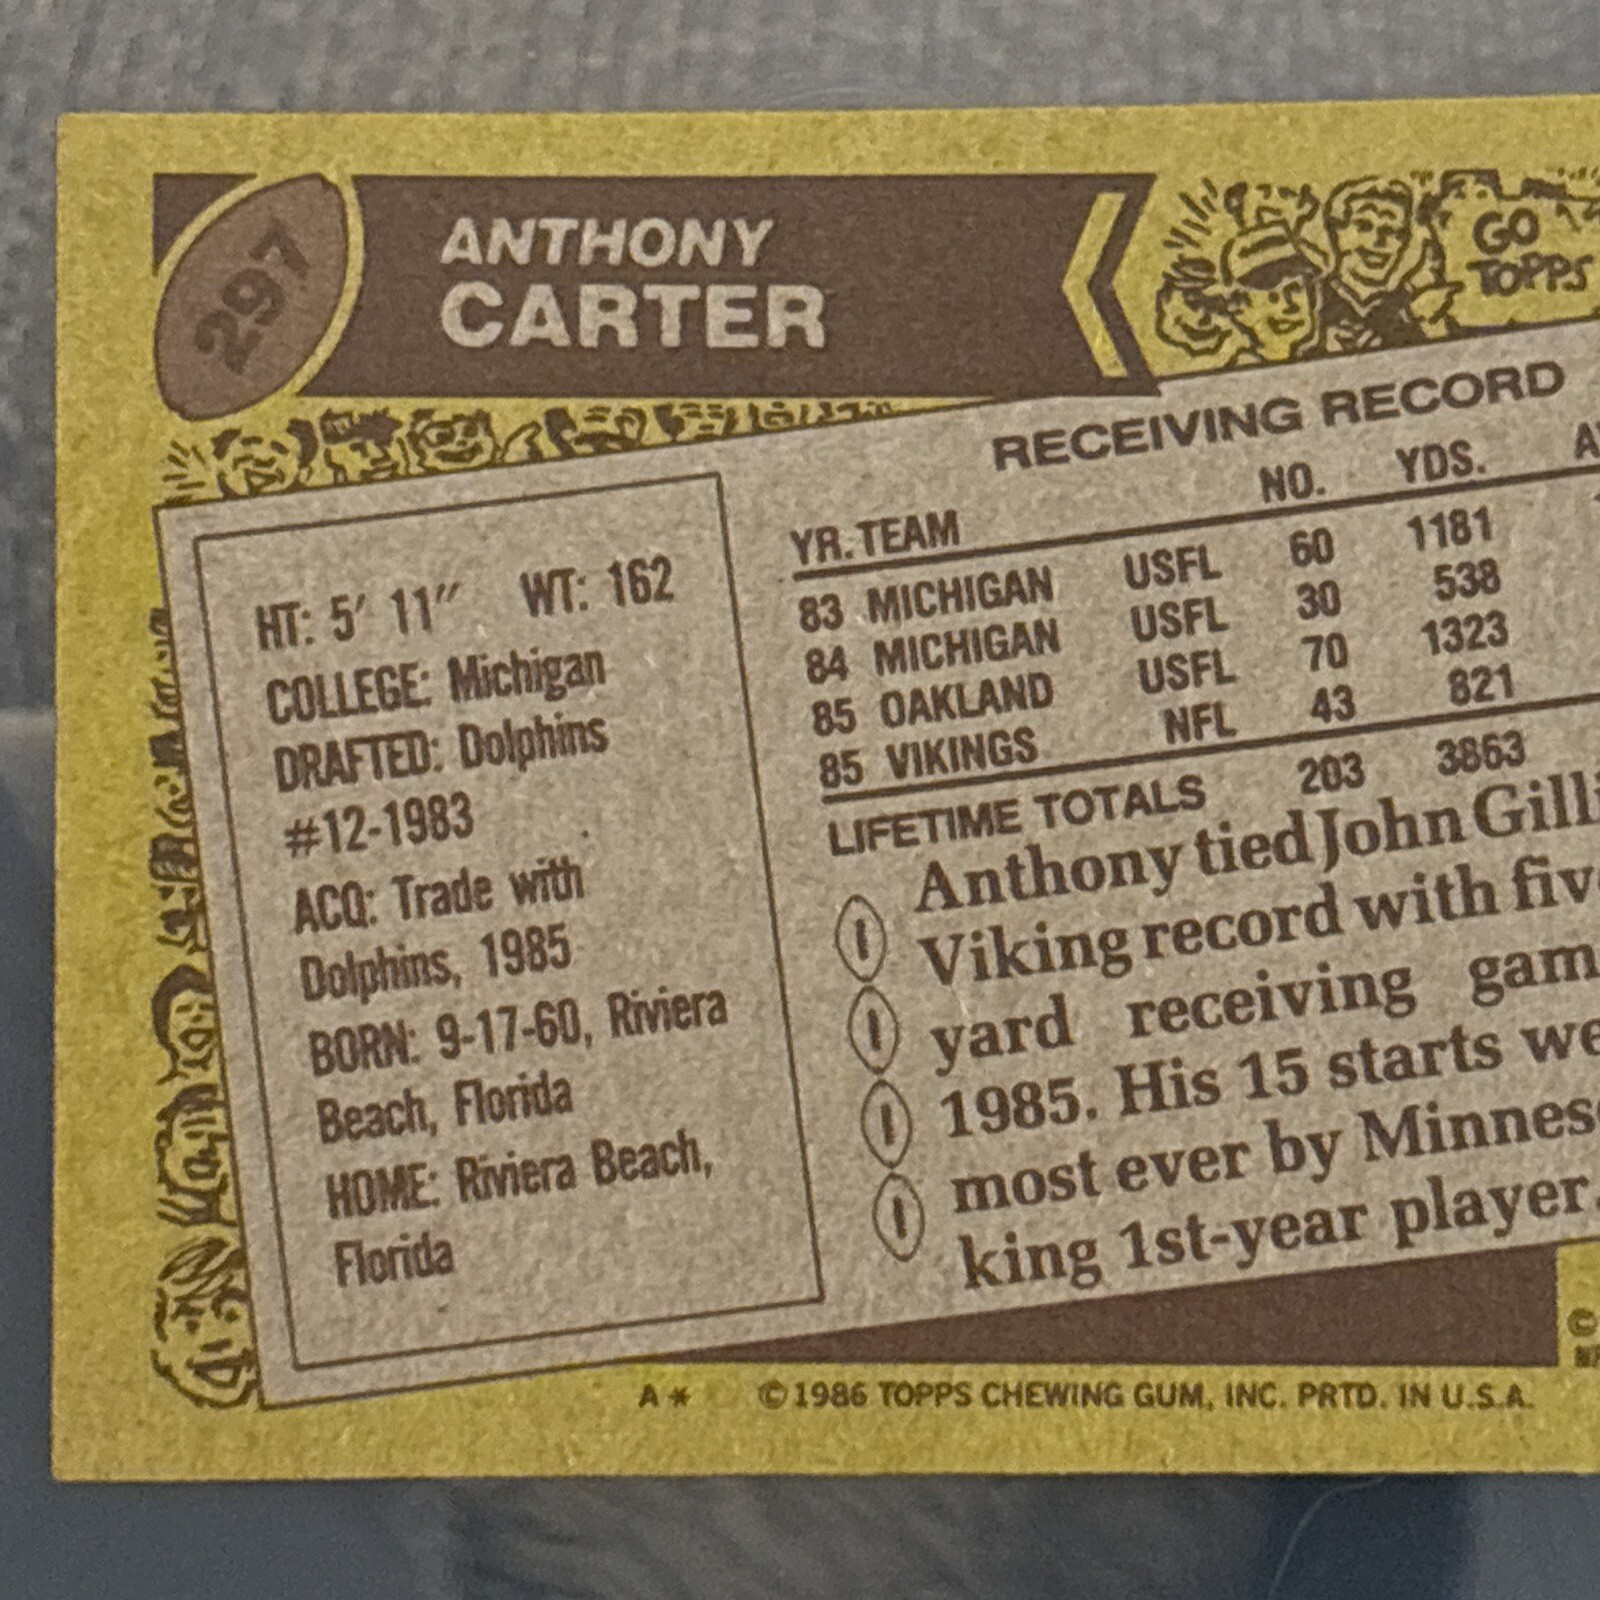 297
ANTHONY
CARTER
GO
TOPPS
RECEIVING RECORD
YR. TEAM NO. YDS.
83 MICHIGAN USFL 60 1181
84 MICHIGAN USFL 30 538
85 OAKLAND USFL 70 1323
85 VIKINGS NFL 43 821
LIFETIME TOTALS 203 3863
HT: 5' 11" WT: 162
COLLEGE: Michigan
DRAFTED: Dolphins
#12-1983
ACQ: Trade with
Dolphins, 1985
BORN: 9-17-60, Riviera
Beach, Florida
HOME: Riviera Beach,
Florida
Anthony tied John Gilli
Viking record with fiv
yard receiving gam
1985. His 15 starts we
most ever by Minnes
king 1st-year player.
A* © 1986 TOPPS CHEWING GUM, INC. PRTD. IN U.S.A.
©